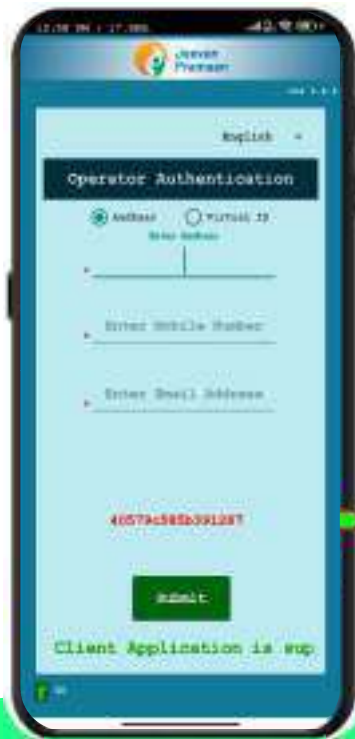 Jeevan
Pramaan
English
Operator Authentication
Aadhaar Virtual ID
Enter Aadhaar
* 
* Enter Mobile Number
* Enter Email Address
Submit
Client Application is sup